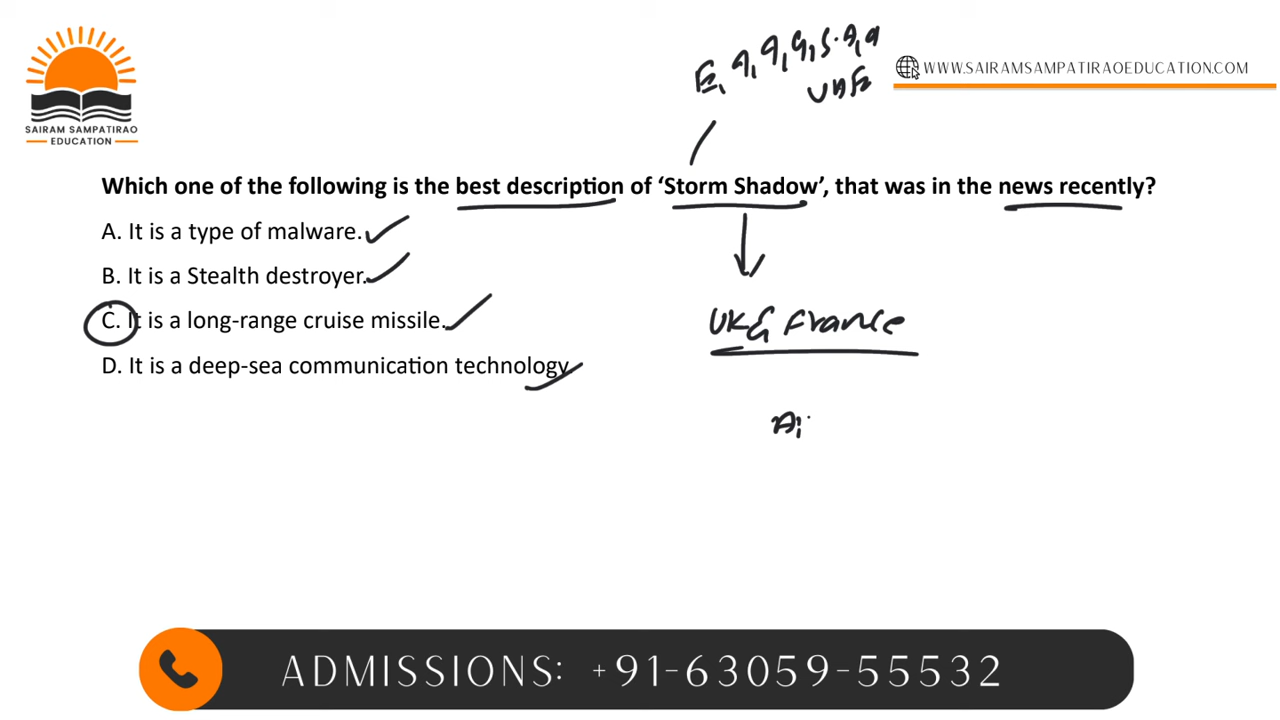 WWW.SAIRAMSAMPATIRAOEDUCATION.COM
SAIRAM SAMPATIRAO
EDUCATION
Which one of the following is the best description of ‘Storm Shadow’, that was in the news recently?
A. It is a type of malware.
B. It is a Stealth destroyer.
C. It is a long-range cruise missile.
D. It is a deep-sea communication technology
UK & France
Ai
ADMISSIONS: +91-63059-55532